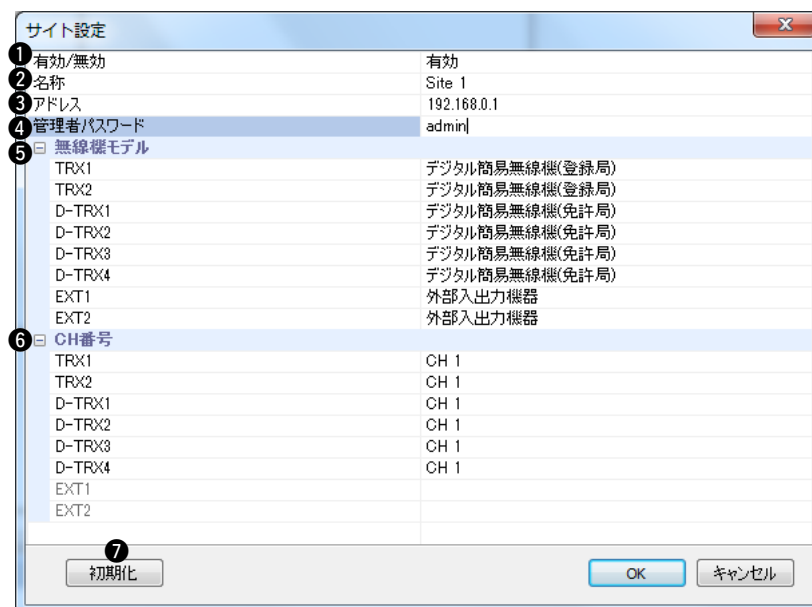 サイト設定
❶ 有効/無効 有効
❷ 名称 Site 1
❸ アドレス 192.168.0.1
❹ 管理者パスワード admin
❺ 無線機モデル
TRX1 デジタル簡易無線機(登録局)
TRX2 デジタル簡易無線機(登録局)
D-TRX1 デジタル簡易無線機(免許局)
D-TRX2 デジタル簡易無線機(免許局)
D-TRX3 デジタル簡易無線機(免許局)
D-TRX4 デジタル簡易無線機(免許局)
EXT1 外部入出力機器
EXT2 外部入出力機器
❻ CH番号
TRX1 CH 1
TRX2 CH 1
D-TRX1 CH 1
D-TRX2 CH 1
D-TRX3 CH 1
D-TRX4 CH 1
EXT1
EXT2
❼
初期化 OK キャンセル